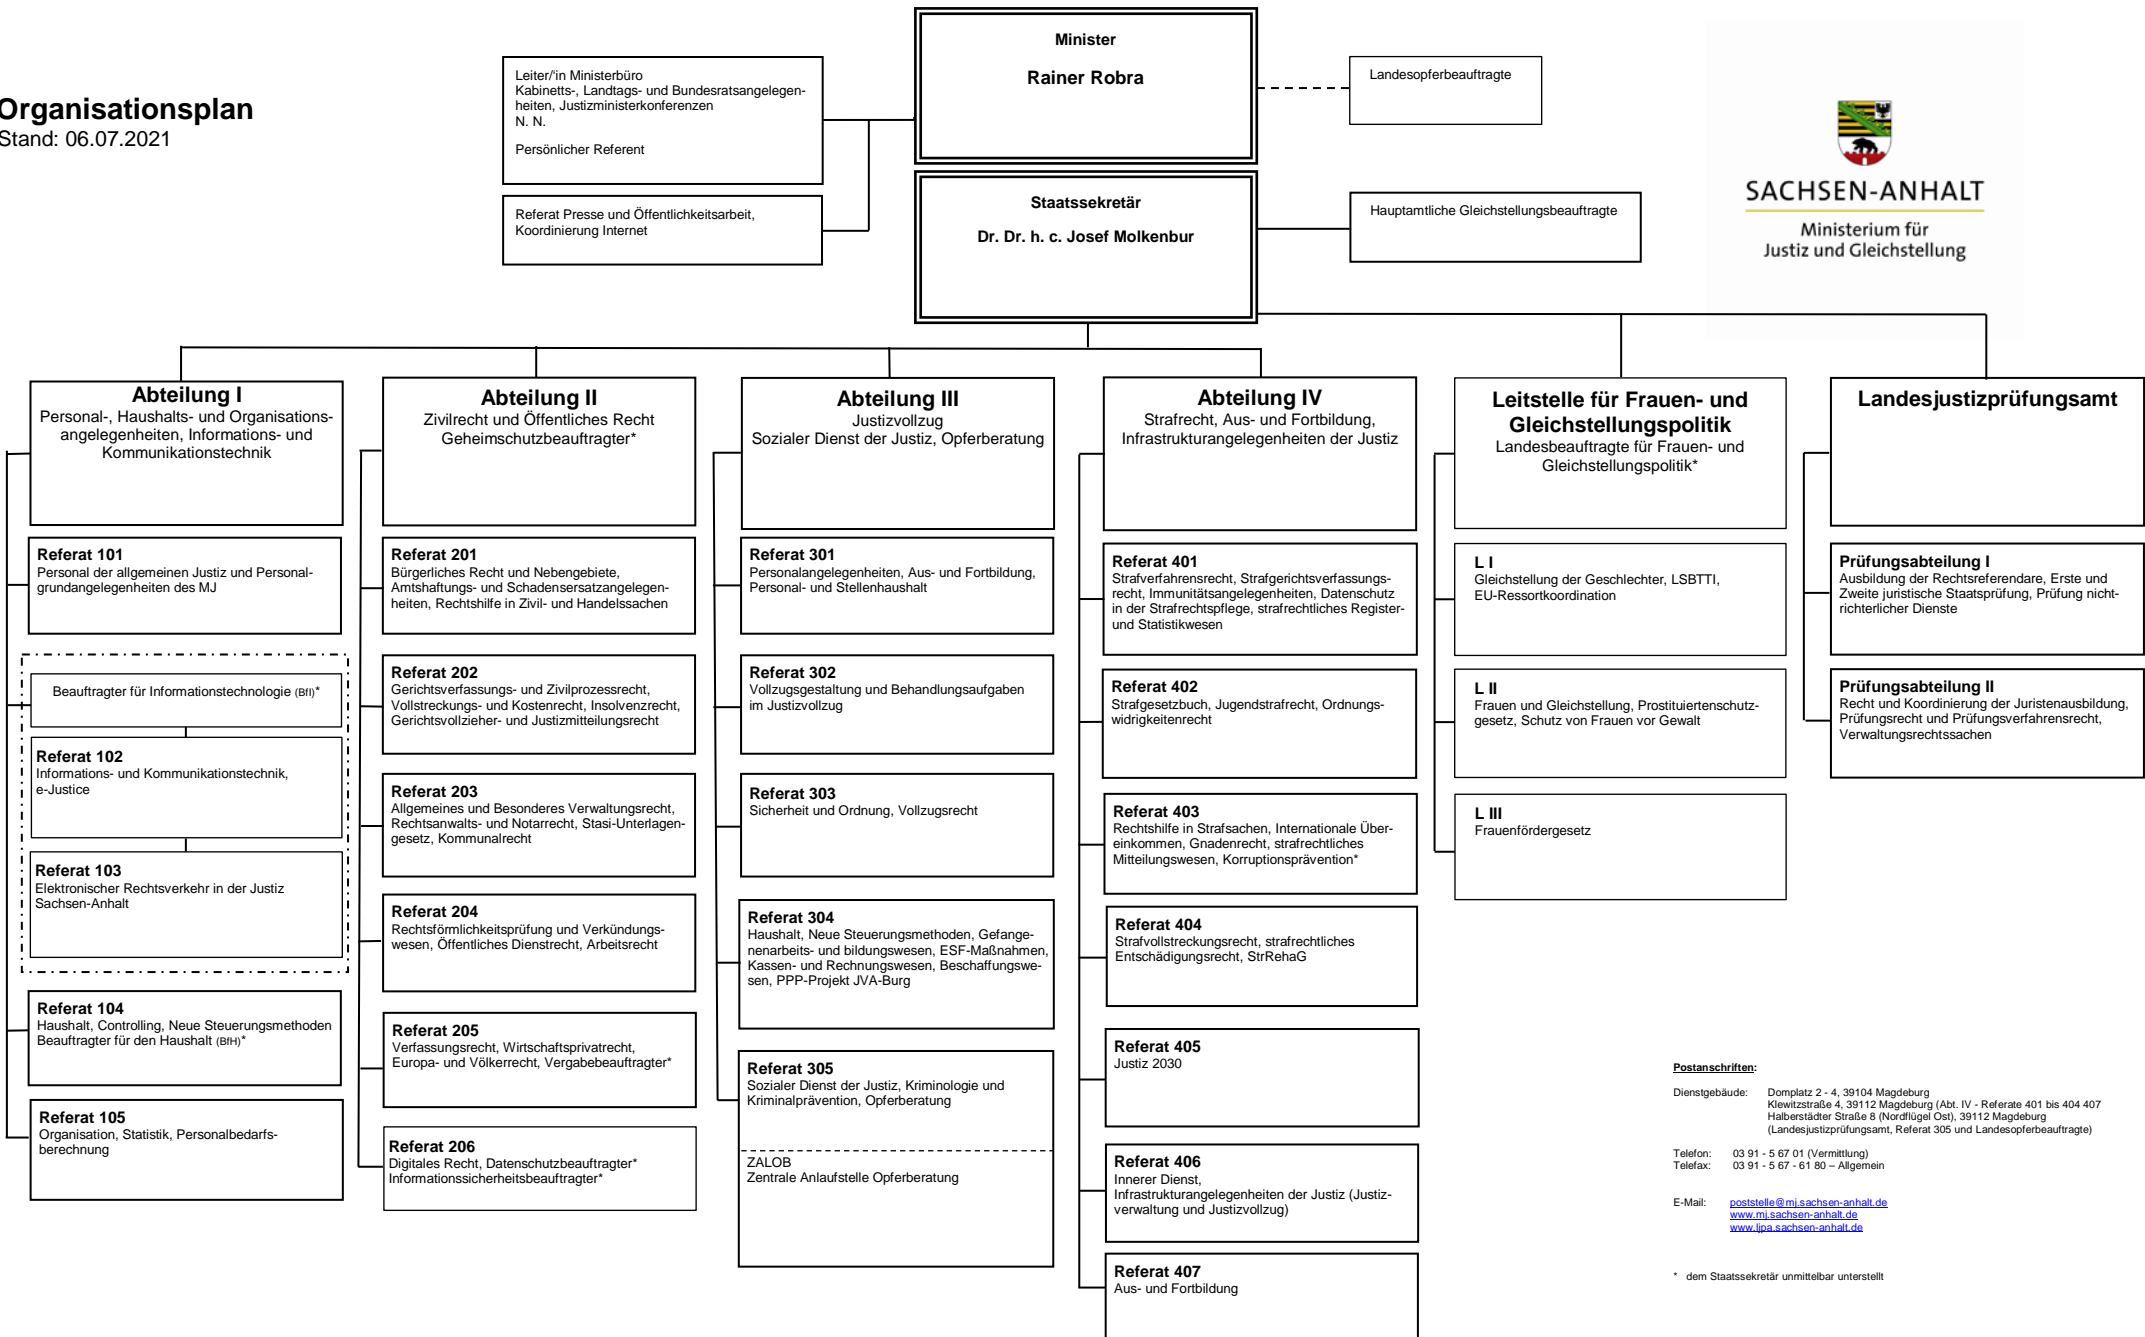 Organisationsplan
Stand: 06.07.2021
Leiter/'in Ministerbüro
Kabinetts-, Landtags- und Bundesratsangelegen-
heiten, Justizministerkonferenzen
N. N.
Persönlicher Referent
Referat Presse und Öffentlichkeitsarbeit,
Koordinierung Internet
Minister
Rainer Robra
Staatssekretär
Dr. Dr. h. c. Josef Molkenbur
Landesopferbeauftragte
Hauptamtliche Gleichstellungsbeauftragte
SACHSEN-ANHALT
Ministerium für
Justiz und Gleichstellung
Abteilung I
Personal-, Haushalts- und Organisations-
angelegenheiten, Informations- und
Kommunikationstechnik
Referat 101
Personal der allgemeinen Justiz und Personal-
grundangelegenheiten des MJ
Beauftragter für Informationstechnologie (BfI)*
Referat 102
Informations- und Kommunikationstechnik,
e-Justice
Referat 103
Elektronischer Rechtsverkehr in der Justiz
Sachsen-Anhalt
Referat 104
Haushalt, Controlling, Neue Steuerungsmethoden
Beauftragter für den Haushalt (BfH)*
Referat 105
Organisation, Statistik, Personalbedarfs-
berechnung
Abteilung II
Zivilrecht und Öffentliches Recht
Geheimschutzbeauftragter*
Referat 201
Bürgerliches Recht und Nebengebiete,
Amtshaftungs- und Schadensersatzangelegen-
heiten, Rechtshilfe in Zivil- und Handelssachen
Referat 202
Gerichtsverfassungs- und Zivilprozessrecht,
Vollstreckungs- und Kostenrecht, Insolvenzrecht,
Gerichtsvollzieher- und Justizmitteilungsrecht
Referat 203
Allgemeines und Besonderes Verwaltungsrecht,
Rechtsanwalts- und Notarrecht, Stasi-Unterlagen-
gesetz, Kommunalrecht
Referat 204
Rechtsförmlichkeitsprüfung und Verkündungs-
wesen, Öffentliches Dienstrecht, Arbeitsrecht
Referat 205
Verfassungsrecht, Wirtschaftsprivatrecht,
Europa- und Völkerrecht, Vergabebeauftragter*
Referat 206
Digitales Recht, Datenschutzbeauftragter*
Informationssicherheitsbeauftragter*
Abteilung III
Justizvollzug
Sozialer Dienst der Justiz, Opferberatung
Referat 301
Personalangelegenheiten, Aus- und Fortbildung,
Personal- und Stellenhaushalt
Referat 302
Vollzugsgestaltung und Behandlungsaufgaben
im Justizvollzug
Referat 303
Sicherheit und Ordnung, Vollzugsrecht
Referat 304
Haushalt, Neue Steuerungsmethoden, Gefange-
nenarbeits- und bildungswesen, ESF-Maßnahmen,
Kassen- und Rechnungswesen, Beschaffungswe-
sen, PPP-Projekt JVA-Burg
Referat 305
Sozialer Dienst der Justiz, Kriminologie und
Kriminalprävention, Opferberatung
ZALOB
Zentrale Anlaufstelle Opferberatung
Abteilung IV
Strafrecht, Aus- und Fortbildung,
Infrastrukturangelegenheiten der Justiz
Referat 401
Strafverfahrensrecht, Strafgerichtsverfassungs-
recht, Immunitätsangelegenheiten, Datenschutz
in der Strafrechtspflege, strafrechtliches Register-
und Statistikwesen
Referat 402
Strafgesetzbuch, Jugendstrafrecht, Ordnungs-
widrigkeitenrecht
Referat 403
Rechtshilfe in Strafsachen, Internationale Über-
einkommen, Gnadenrecht, strafrechtliches
Mitteilungswesen, Korruptionsprävention*
Referat 404
Strafvollstreckungsrecht, strafrechtliches
Entschädigungsrecht, StrRehaG
Referat 405
Justiz 2030
Referat 406
Innerer Dienst,
Infrastrukturangelegenheiten der Justiz (Justiz-
verwaltung und Justizvollzug)
Referat 407
Aus- und Fortbildung
Leitstelle für Frauen- und
Gleichstellungspolitik
Landesbeauftragte für Frauen- und
Gleichstellungspolitik*
L I
Gleichstellung der Geschlechter, LSBTTI,
EU-Ressortkoordination
L II
Frauen und Gleichstellung, Prostituiertenschutz-
gesetz, Schutz von Frauen vor Gewalt
L III
Frauenfördergesetz
Landesjustizprüfungsamt
Prüfungsabteilung I
Ausbildung der Rechtsreferendare, Erste und
Zweite juristische Staatsprüfung, Prüfung nicht-
richterlicher Dienste
Prüfungsabteilung II
Recht und Koordinierung der Juristenausbildung,
Prüfungsrecht und Prüfungsverfahrensrecht,
Verwaltungsrechtssachen
Postanschriften:
Dienstgebäude: Domplatz 2 - 4, 39104 Magdeburg
Klewitzstraße 4, 39112 Magdeburg (Abt. IV - Referate 401 bis 404 407
Halberstädter Straße 8 (Nordflügel Ost), 39112 Magdeburg
(Landesjustizprüfungsamt, Referat 305 und Landesopferbeauftragte)
Telefon: 03 91 - 5 67 01 (Vermittlung)
Telefax: 03 91 - 5 67 - 61 80 – Allgemein
E-Mail: poststelle@mj.sachsen-anhalt.de
www.mj.sachsen-anhalt.de
www.ljpa.sachsen-anhalt.de
* dem Staatssekretär unmittelbar unterstellt